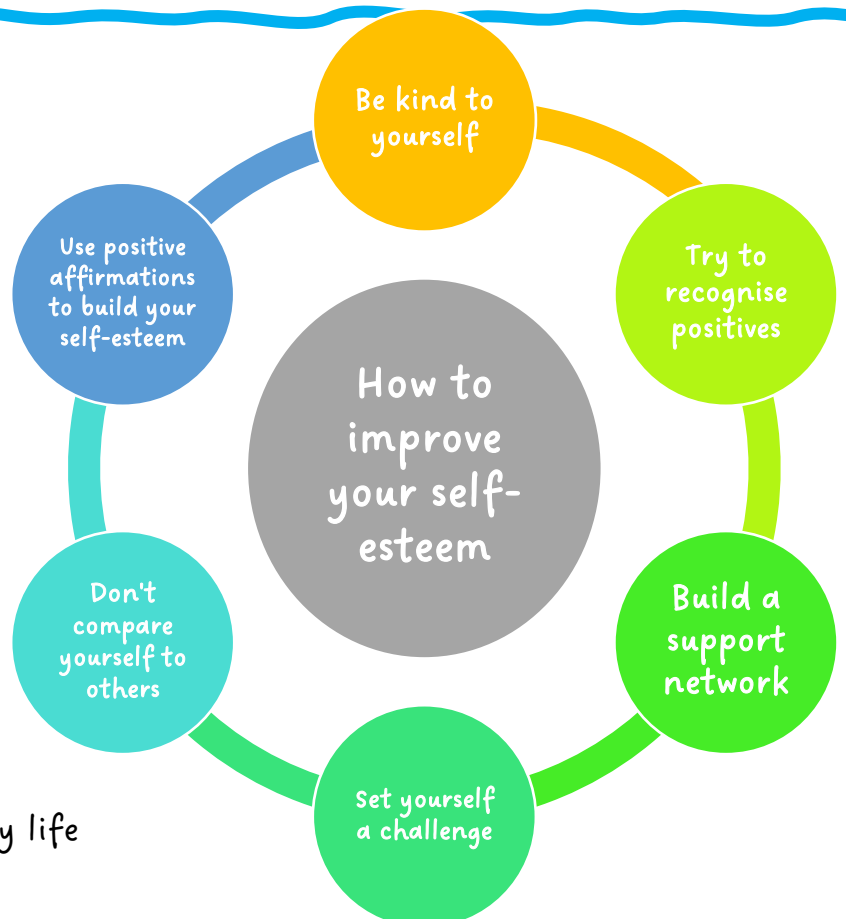 Be kind to
yourself
Try to
recognise
positives
Build a
support
network
Set yourself
a challenge
Don't
compare
yourself to
others
Use positive
affirmations
to build your
self-esteem
How to
improve
your self-
esteem
y life